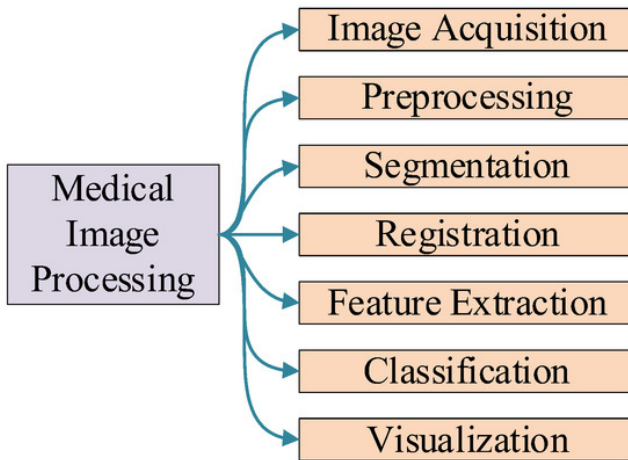 Medical
Image
Processing
Image Acquisition
Preprocessing
Segmentation
Registration
Feature Extraction
Classification
Visualization